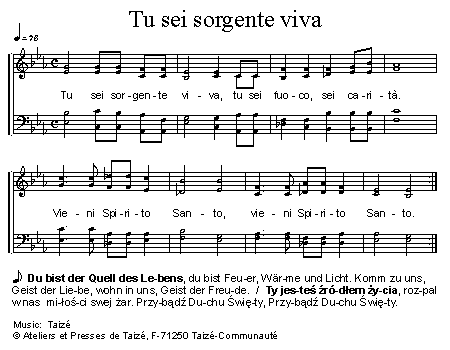 Tu sei sorgente viva
♩=76
Tu sei sor-gen-te vi-va, tu sei fuo-co, sei ca-ri-tà.
Vie-ni Spi-ri-to San-to, vie-ni Spi-ri-to San-to.
♪ Du bist der Quell des Le-bens, du bist Feu-er, Wär-me und Licht. Komm zu uns,
Geist der Lie-be, wohn in uns, Geist der Freu-de. / Ty jes-teś źró-dłem ży-cia, roz-pal
w nas mi-łoś-ci swej żar. Przy-bądź Du-chu Świę-ty, Przy-bądź Du-chu Świę-ty.
Music: Taizé
© Ateliers et Presses de Taizé, F-71250 Taizé-Communauté